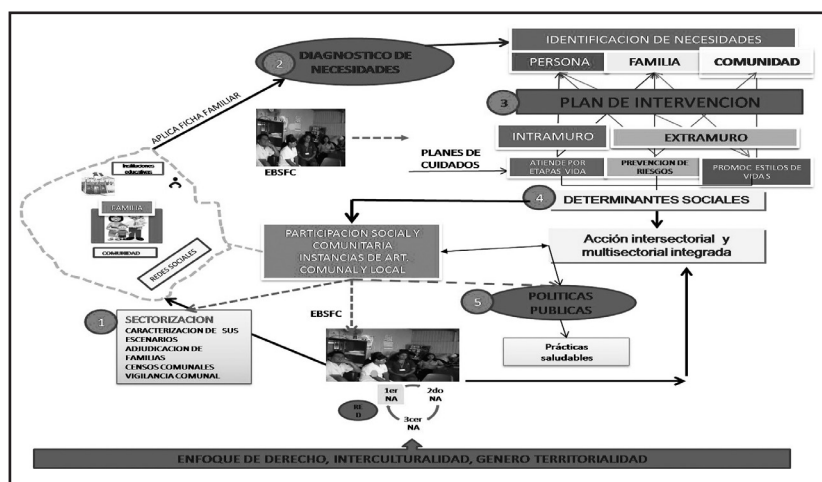 2
DIAGNOSTICO DE
NECESIDADES
IDENTIFICACION DE NECESIDADES
PERSONA
FAMILIA
COMUNIDAD
3
PLAN DE INTERVENCION
INTRAMURO
EXTRAMURO
ATIENDE POR
ETAPAS VIDA
PREVENCION DE
RIESGOS
PROMOC ESTILOS DE
VIDA S
APLICA FICHA FAMILIAR
EBSFC
PLANES DE
CUIDADOS
Instituciones
educativas
FAMILIA
COMUNIDAD
REDES SOCIALES
4
DETERMINANTES SOCIALES
PARTICIPACION SOCIAL Y
COMUNITARIA
INSTANCIAS DE ART.
COMUNAL Y LOCAL
Acción intersectorial y
multisectorial integrada
1
SECTORIZACION
CARACTERIZACION DE SUS
ESCENARIOS
ADJUDICACION DE
FAMILIAS
CENSOS COMUNALES
VIGILANCIA COMUNAL
EBSFC
5
POLITICAS
PUBLICAS
Prácticas
saludables
1er
NA
2do
NA
3cer
NA
RE
D
ENFOQUE DE DERECHO, INTERCULTURALIDAD, GENERO TERRITORIALIDAD